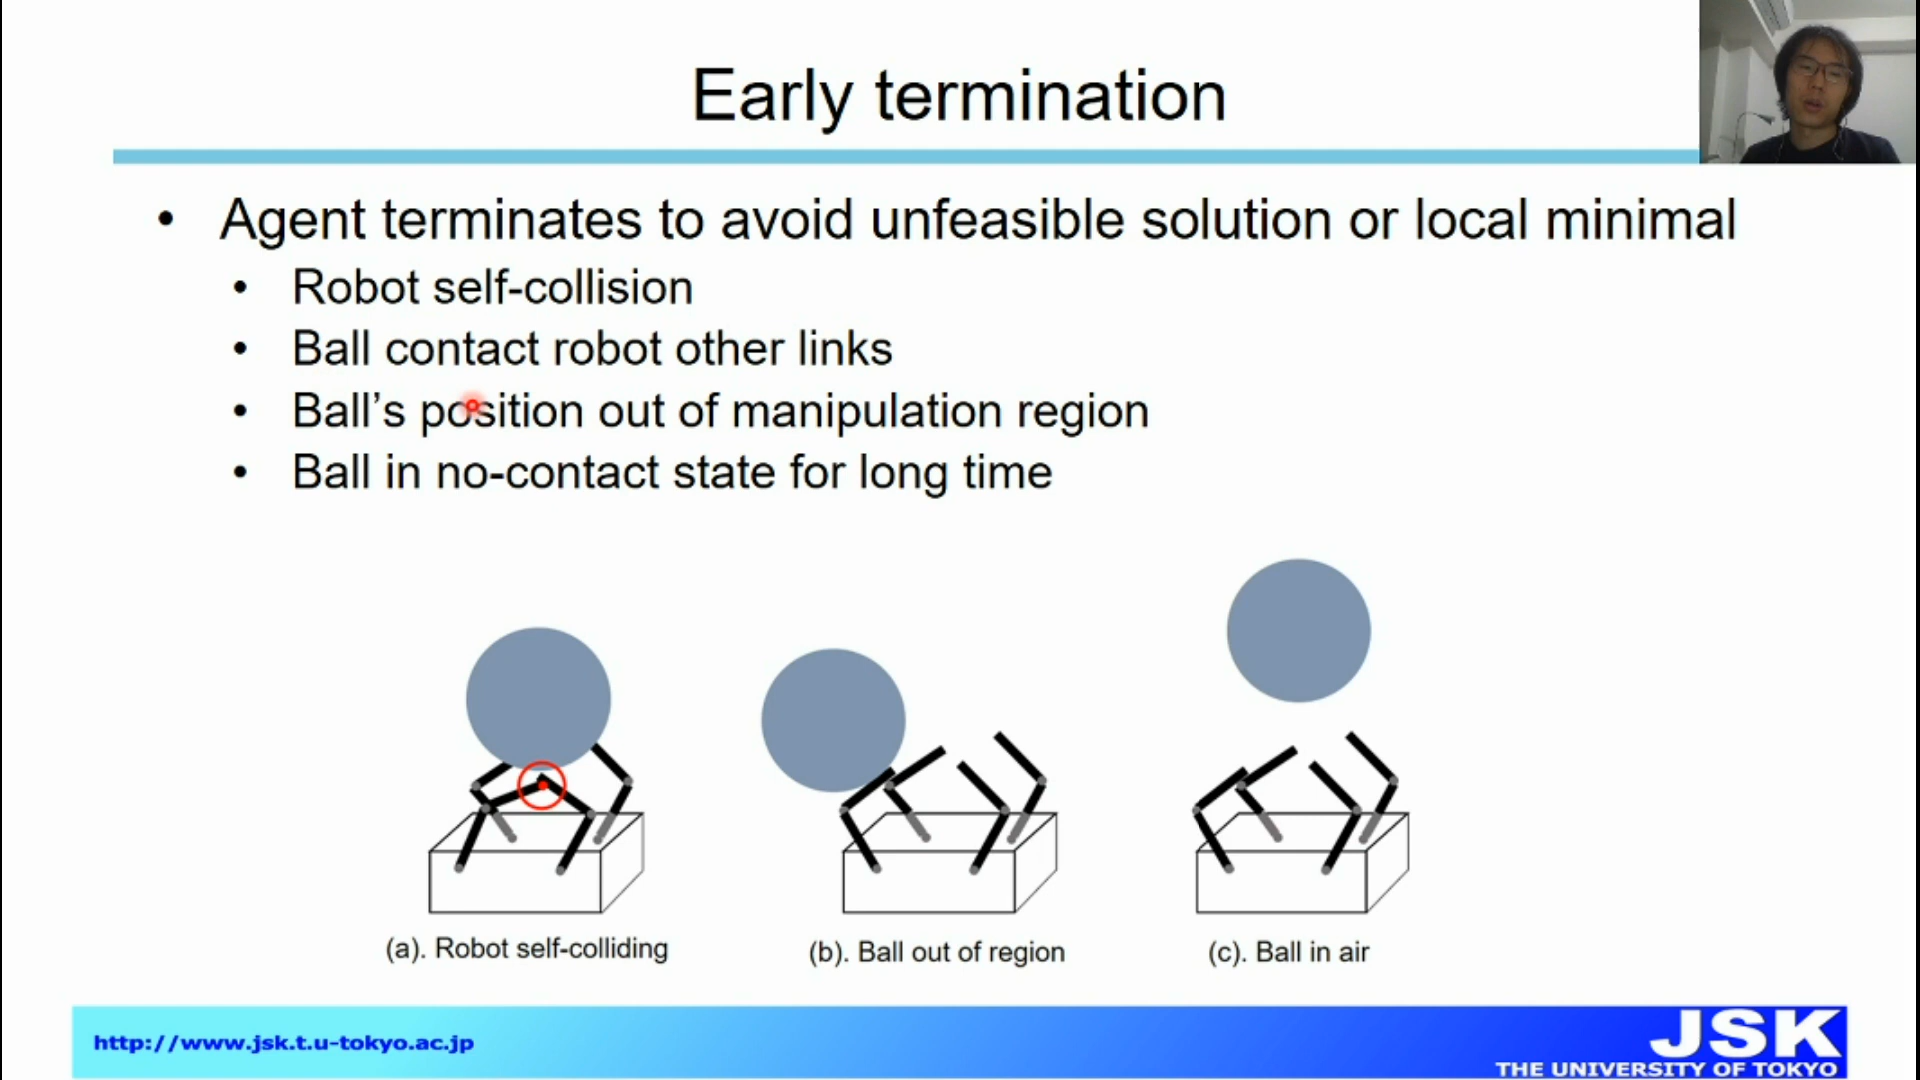 Early termination
• Agent terminates to avoid unfeasible solution or local minimal
• Robot self-collision
• Ball contact robot other links
• Ball's position out of manipulation region
• Ball in no-contact state for long time
(a). Robot self-colliding
(b). Ball out of region
(c). Ball in air
http://www.jsk.t.u-tokyo.ac.jp
JSK
THE UNIVERSITY OF TOKYO